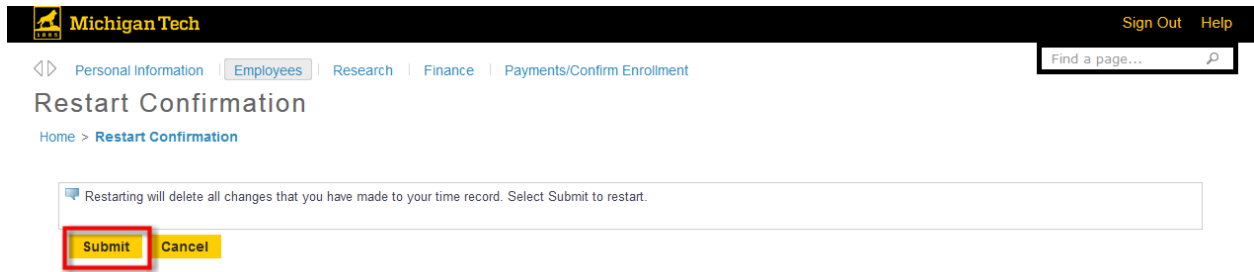 1885 Michigan Tech Sign Out Help
Find a page...
Personal Information Employees Research Finance Payments/Confirm Enrollment
Restart Confirmation
Home > Restart Confirmation
Restarting will delete all changes that you have made to your time record. Select Submit to restart.
Submit Cancel